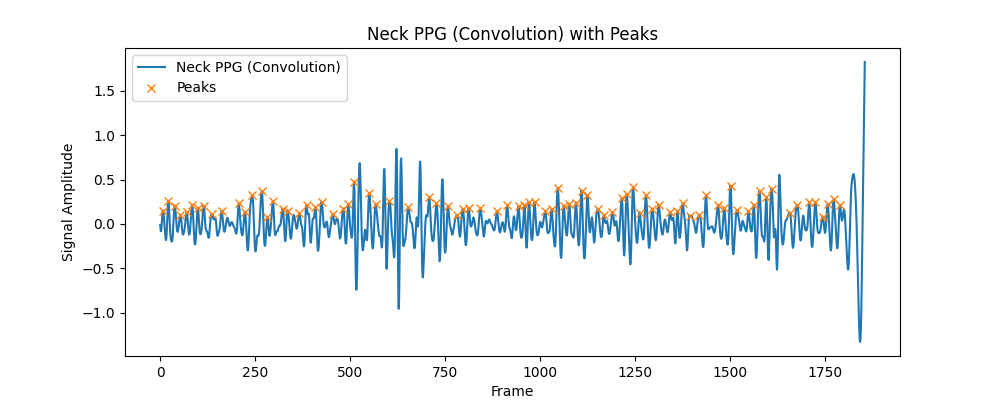 Neck PPG (Convolution) with Peaks
Neck PPG (Convolution)
Peaks
Signal Amplitude
1.5
1.0
0.5
0.0
−0.5
−1.0
0 250 500 750 1000 1250 1500 1750
Frame